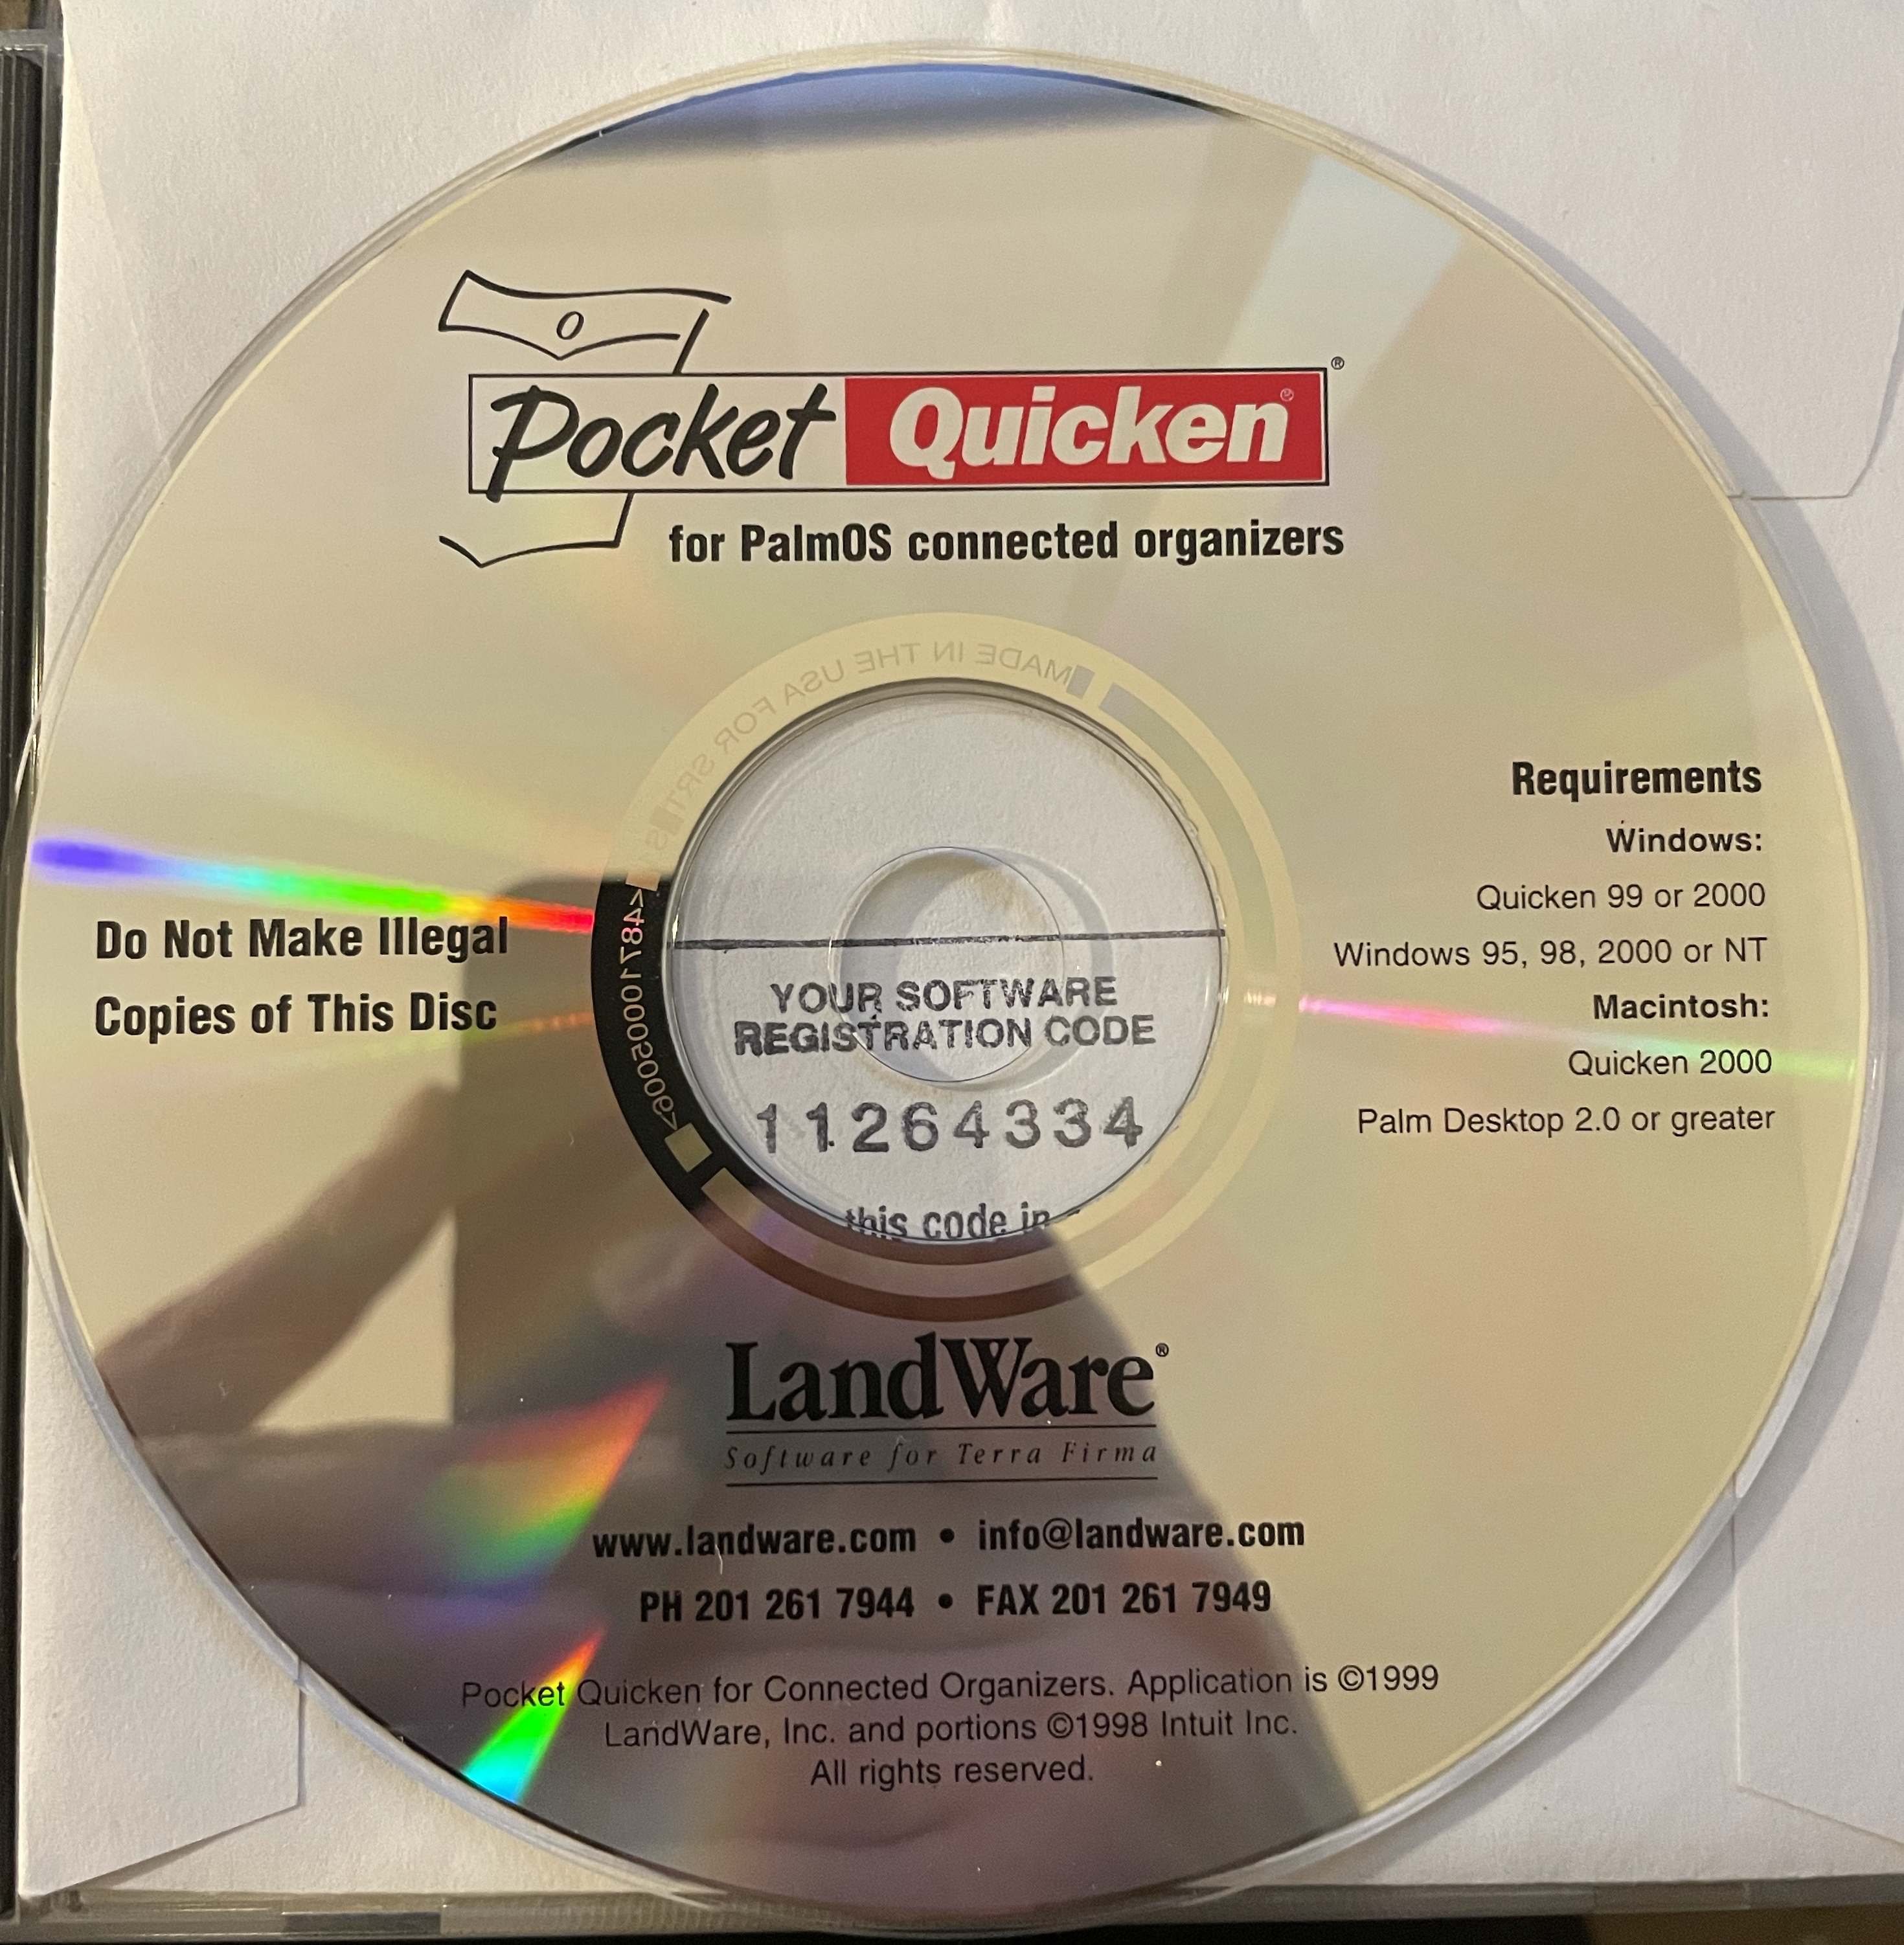 Pocket Quicken® ®
for PalmOS connected organizers
MADE IN THE USA FOR SPRT
Requirements
Windows:
Quicken 99 or 2000
Windows 95, 98, 2000 or NT
Macintosh:
Quicken 2000
Palm Desktop 2.0 or greater
Do Not Make Illegal
Copies of This Disc
YOUR SOFTWARE
REGISTRATION CODE
11264334
this code in
LandWare®
Software for Terra Firma
www.landware.com • info@landware.com
PH 201 261 7944 • FAX 201 261 7949
Pocket Quicken for Connected Organizers. Application is ©1999
LandWare, Inc. and portions ©1998 Intuit Inc.
All rights reserved.